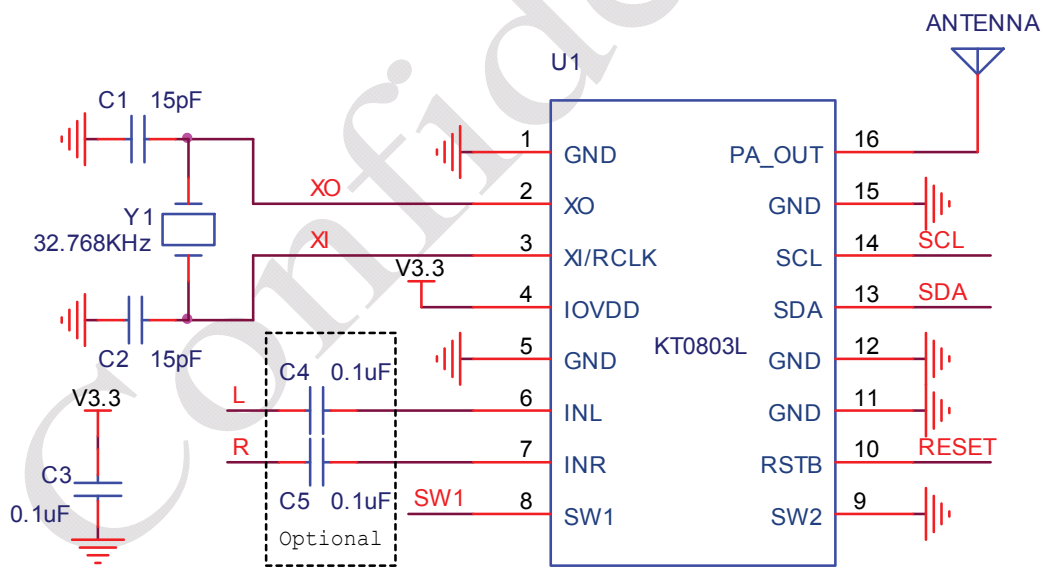 Confide
ANTENNA
U1
C1 15pF
1 GND
PA_OUT 16
XO 2 XO
GND 15
Y1
32.768KHz
XI 3 XI/RCLK
SCL 14 SCL
V3.3
4 IOVDD
SDA 13 SDA
C2 15pF
KT0803L
5 GND
GND 12
C4 0.1uF
V3.3
L 6 INL
GND 11
R 7 INR
RSTB 10 RESET
C3
0.1uF
C5 0.1uF
SW1 8 SW1
SW2 9
Optional